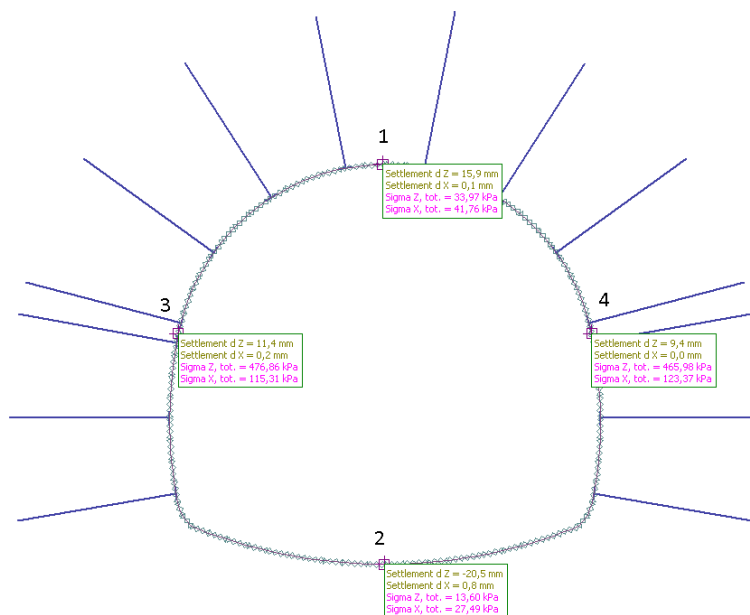 1
Settlement d Z = 15,9 mm
Settlement d X = 0,1 mm
Sigma Z, tot. = 33,97 kPa
Sigma X, tot. = 41,76 kPa
3
4
Settlement d Z = 11,4 mm
Settlement d X = 0,2 mm
Sigma Z, tot. = 476,86 kPa
Sigma X, tot. = 115,31 kPa
Settlement d Z = 9,4 mm
Settlement d X = 0,0 mm
Sigma Z, tot. = 465,98 kPa
Sigma X, tot. = 123,37 kPa
2
Settlement d Z = -20,5 mm
Settlement d X = 0,8 mm
Sigma Z, tot. = 13,60 kPa
Sigma X, tot. = 27,49 kPa